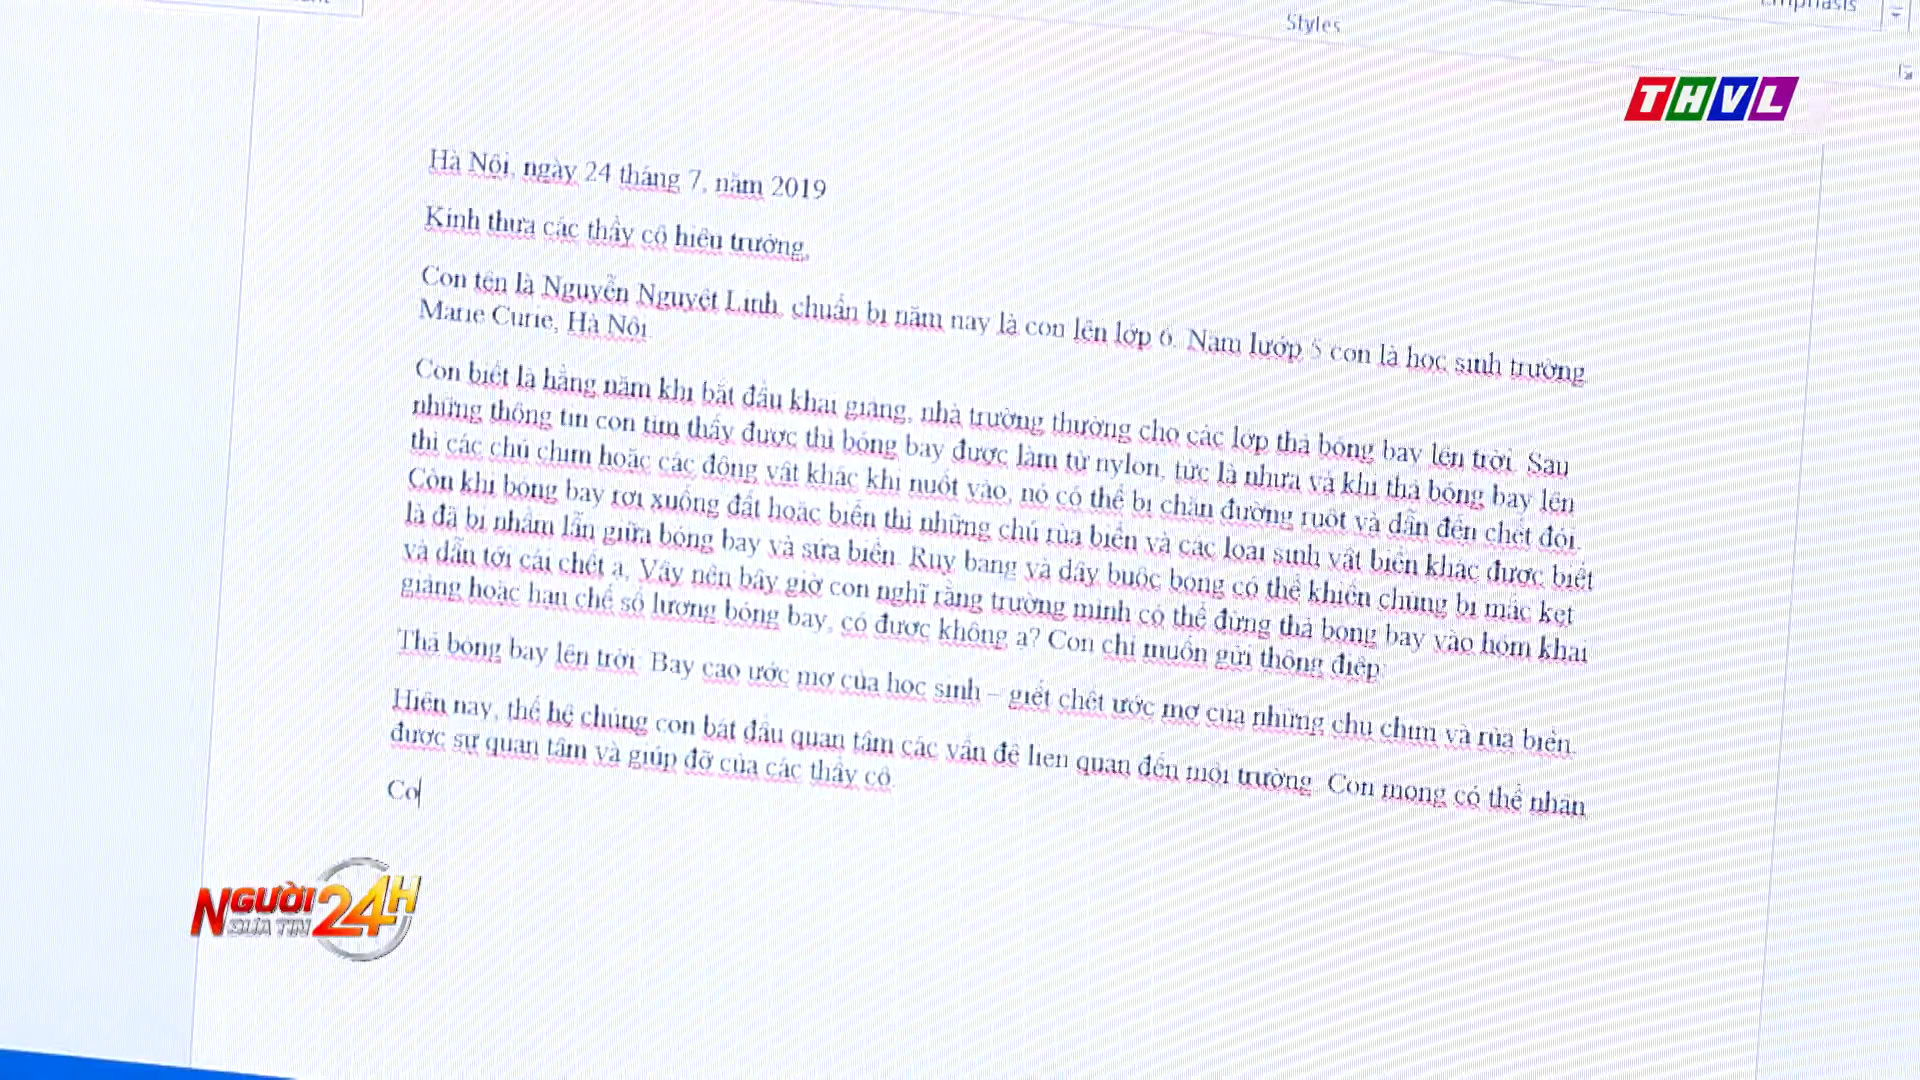 Styles
Emphasis
THVL
Hà Nội, ngày 24 tháng 7, năm 2019
Kính thưa các thầy cô hiệu trưởng,
Con tên là Nguyễn Nguyệt Linh, chuẩn bị năm nay là con lên lớp 6. Năm lướp 5 con là học sinh trường
Marie Curie, Hà Nội.
Con biết là hằng năm khi bắt đầu khai giảng, nhà trường thường cho các lớp thả bóng bay lên trời. Sau
những thông tin con tìm thấy được thì bóng bay được làm từ nylon, tức là nhựa và khi thả bóng bay lên
thì các chú chim hoặc các động vật khác khi nuốt vào, nó có thể bị chặn đường ruột và dẫn đến chết đói.
Còn khi bóng bay rơi xuống đất hoặc biển thì những chú rùa biển và các loại sinh vật biển khác được biết
là đã bị nhầm lẫn giữa bóng bay và sứa biển. Ruy bang và dây buộc bóng có thể khiến chúng bị mắc kẹt
và dẫn tới cái chết ạ, Vậy nên bây giờ con nghĩ rằng trường mình có thể đừng thả bóng bay vào hôm khai
giảng hoặc hạn chế số lượng bóng bay, có được không ạ? Con chỉ muốn gửi thông điệp:
Thả bóng bay lên trời: Bay cao ước mơ của học sinh – giết chết ước mơ của những chú chim và rùa biển.
Hiện nay, thế hệ chúng con bắt đầu quan tâm các vấn đề liên quan đến môi trường. Con mong có thể nhận
được sự quan tâm và giúp đỡ của các thầy cô.
Co
NGƯỜI ĐƯA TIN 24H